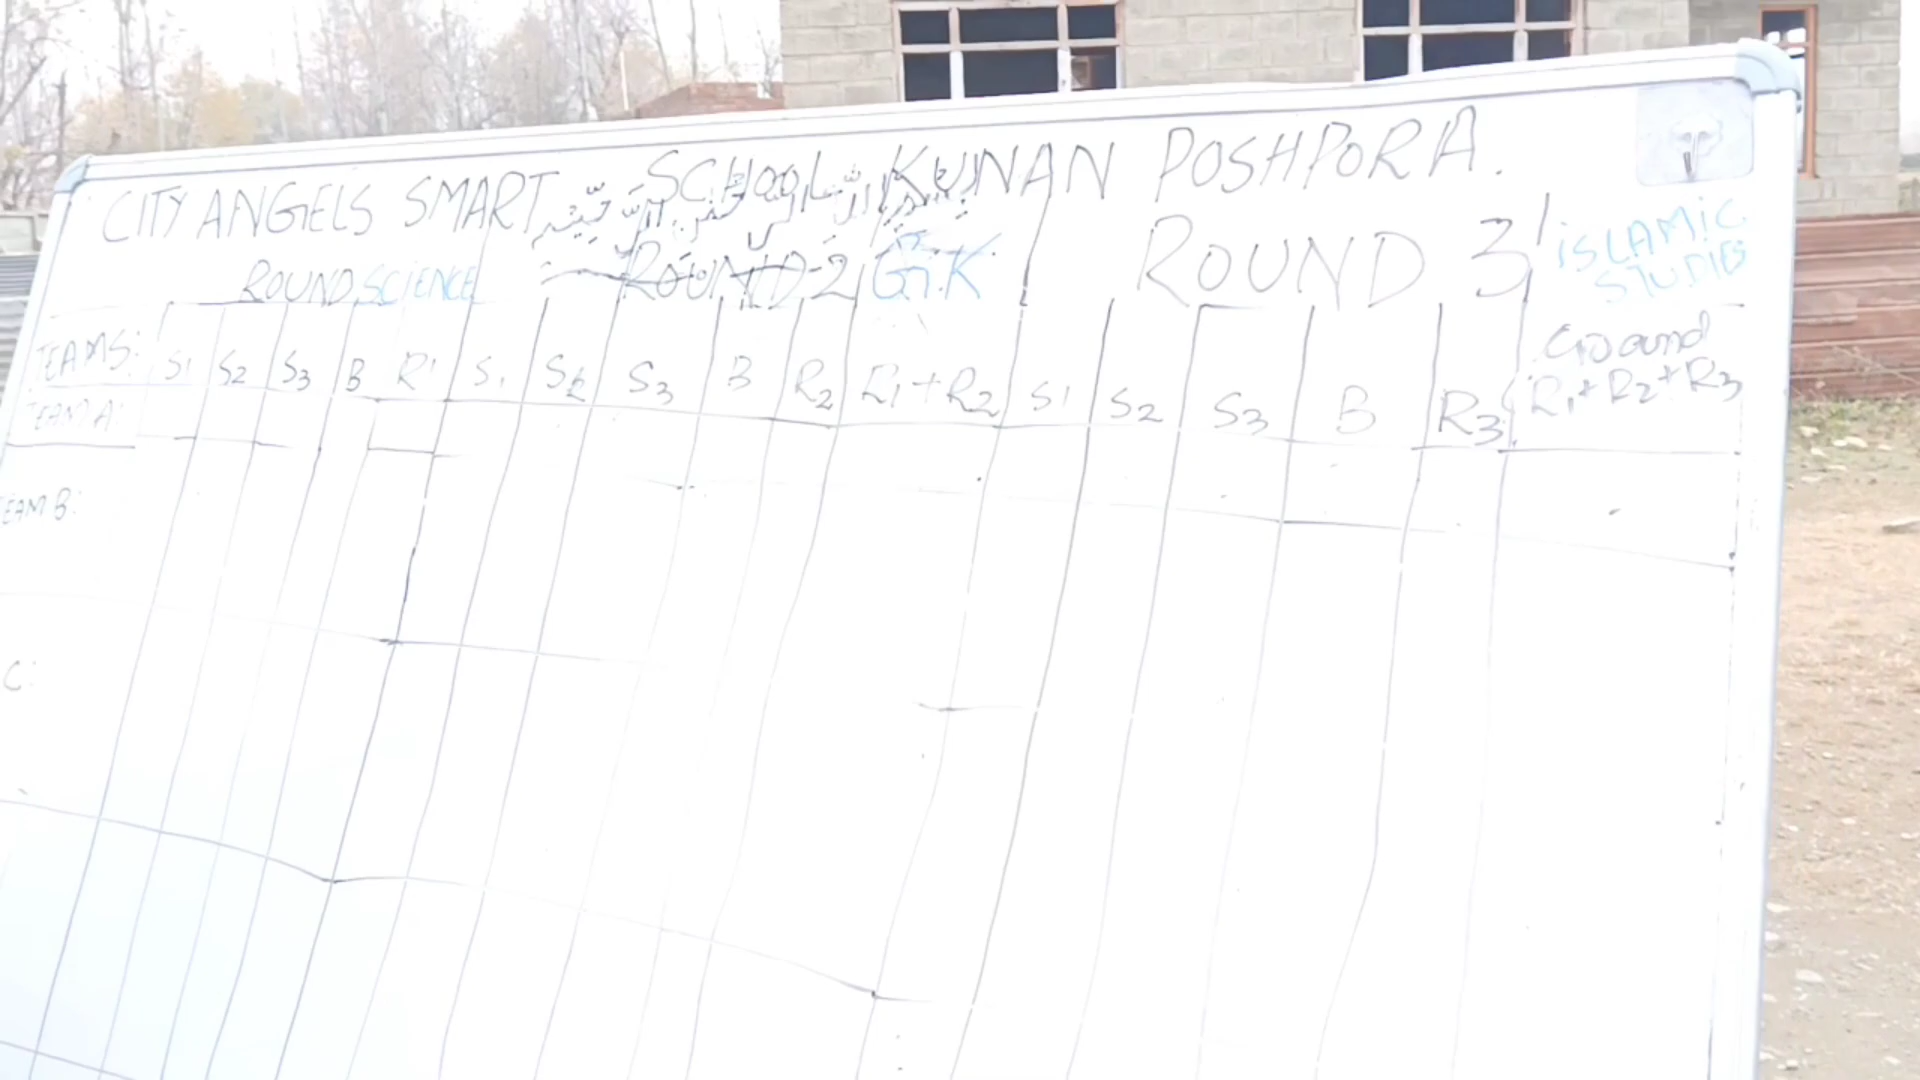 CITY ANGELS SMART SCHOOL KUNAN POSHPORA.
ROUND SCIENCE ROUND-2 G.K ROUND 3 ISLAMIC STUDIES
TEAMS: S1 S2 S3 B R1 S1 S2 S3 B R2 R1+R2 S1 S2 S3 B R3 Grand R1+R2+R3
TEAM A:
TEAM B:
C: